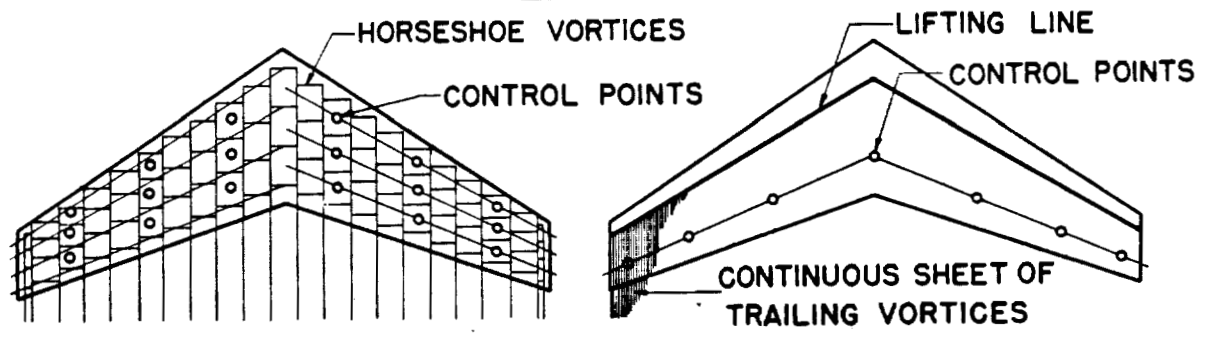 HORSESHOE VORTICES
CONTROL POINTS
LIFTING LINE
CONTROL POINTS
CONTINUOUS SHEET OF
TRAILING VORTICES